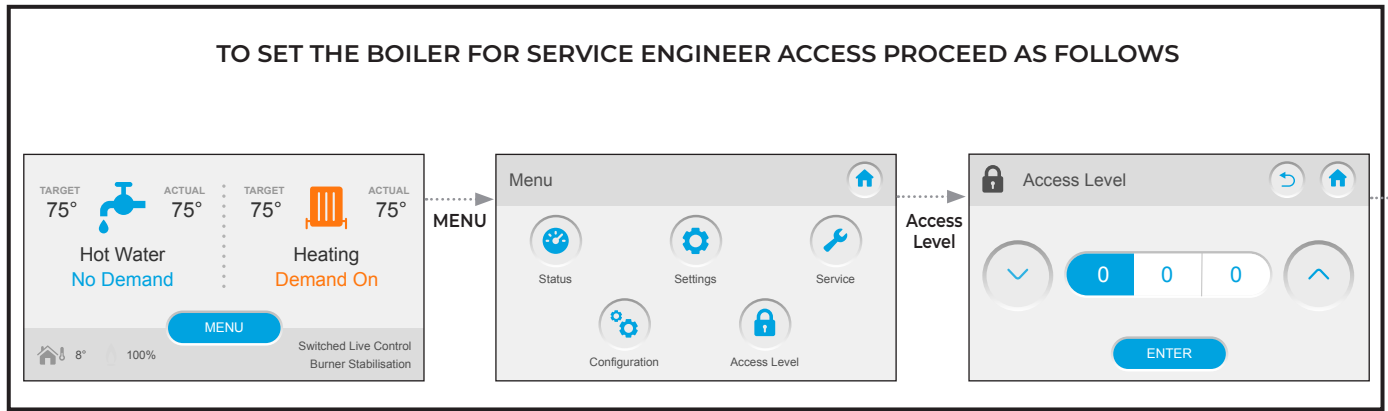 TO SET THE BOILER FOR SERVICE ENGINEER ACCESS PROCEED AS FOLLOWS
TARGET
75°
ACTUAL
75°
Hot Water
No Demand
TARGET
75°
ACTUAL
75°
Heating
Demand On
MENU
8°
100%
Switched Live Control
Burner Stabilisation
MENU
Menu
Status
Settings
Service
Configuration
Access Level
Access
Level
Access Level
0 0 0
ENTER